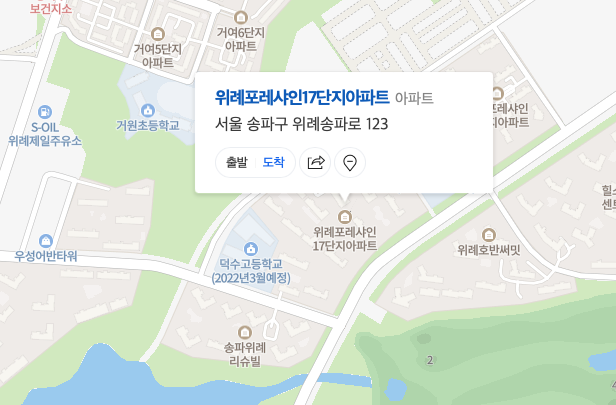 보건지소
거여6단지
아파트
거여5단지
아파트
위례포레샤인17단지아파트 아파트
서울 송파구 위례송파로 123
출발 도착
S-OIL
위례제일주유소
거원초등학교
아파트
위례포레샤인
17단지아파트
우성어반타워
덕수고등학교
(2022년3월예정)
위례호반써밋
송파위례
리슈빌
2